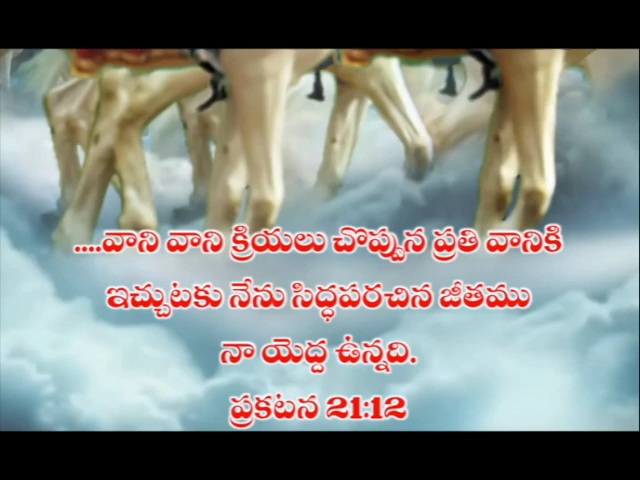 ....వాని వాని క్రియలు చొప్పున ప్రతి వానికి
ఇచ్చుటకు నేను సిద్ధపరచిన జీతము
నా యెద్ద ఉన్నది.
ప్రకటన 21:12